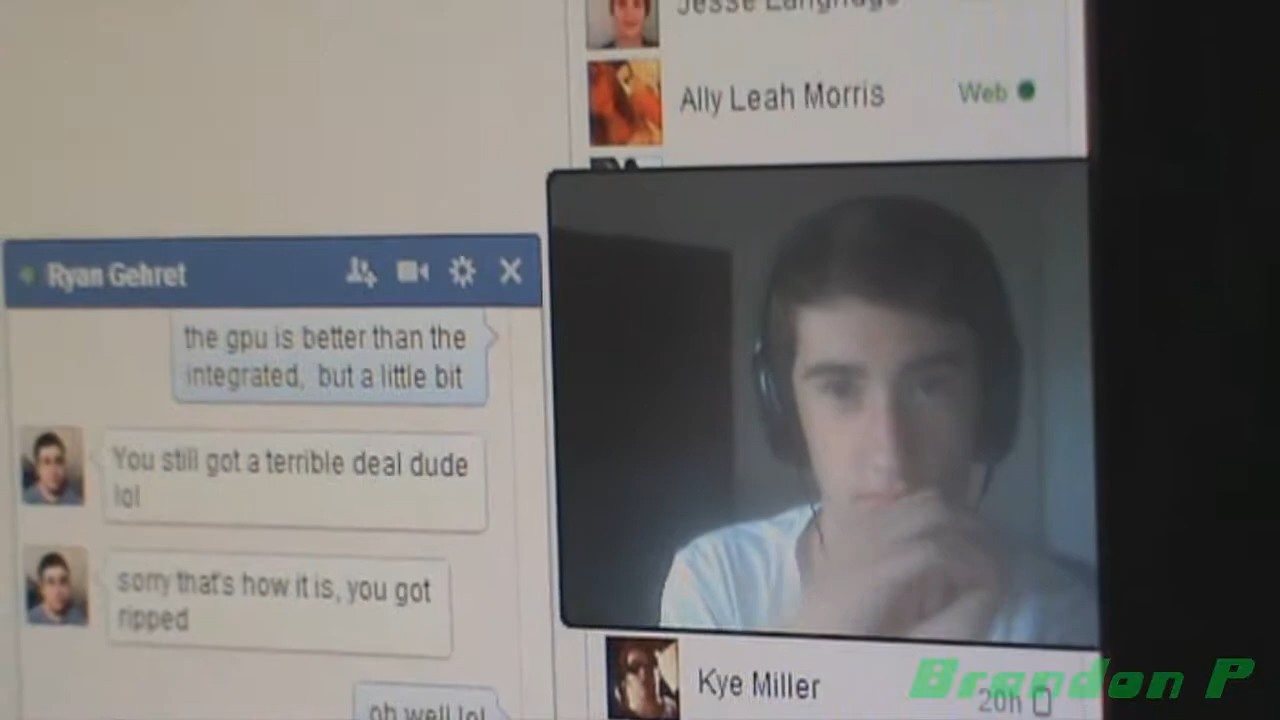 Jesse Langridge
Ally Leah Morris
Web
Ryan Gehret
the gpu is better than the
integrated, but a little bit
You still got a terrible deal dude
lol
sorry that's how it is, you got
ripped
oh well lol
Kye Miller
20h
Brandon P